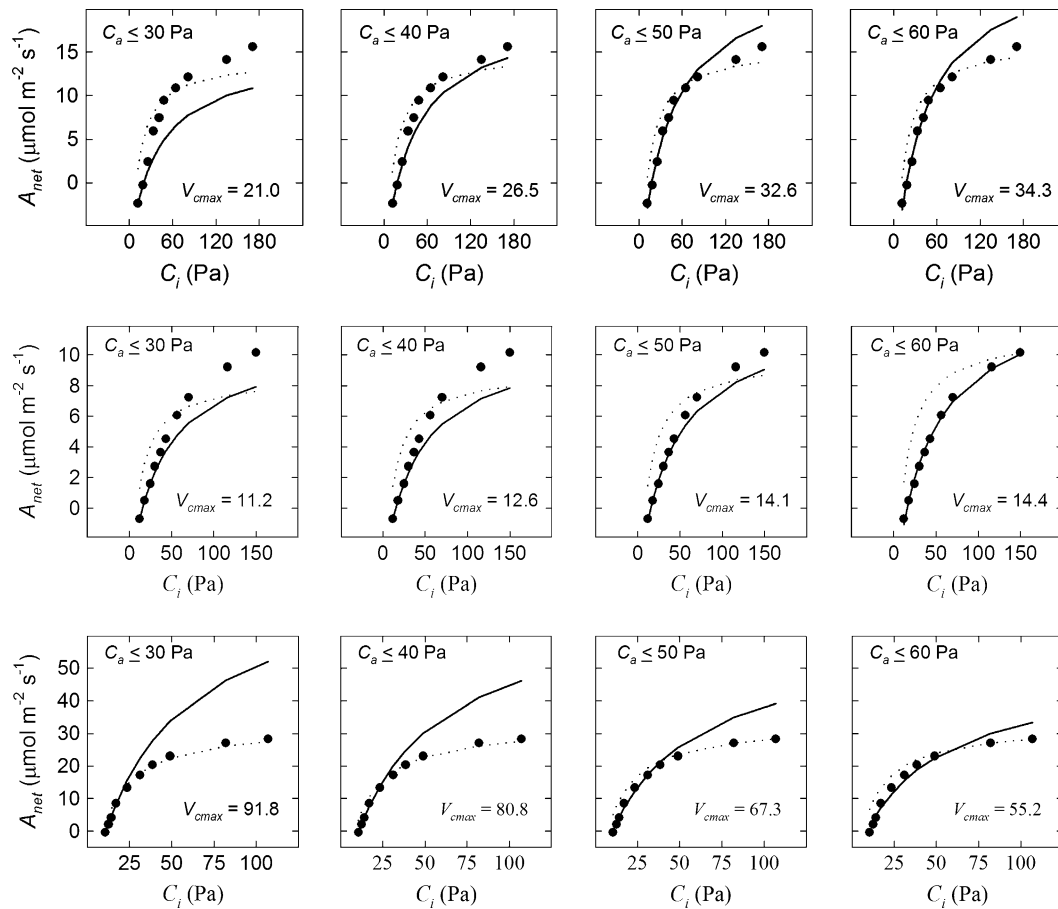 C_a ≤ 30 Pa
C_a ≤ 40 Pa
C_a ≤ 50 Pa
C_a ≤ 60 Pa
A_net (μmol m⁻² s⁻¹)
15
10
5
0
V_cmax = 21.0
V_cmax = 26.5
V_cmax = 32.6
V_cmax = 34.3
0 60 120 180
0 60 120 180
0 60 120 180
0 60 120 180
C_i (Pa)
C_i (Pa)
C_i (Pa)
C_i (Pa)
C_a ≤ 30 Pa
C_a ≤ 40 Pa
C_a ≤ 50 Pa
C_a ≤ 60 Pa
A_net (μmol m⁻² s⁻¹)
10
8
6
4
2
0
V_cmax = 11.2
V_cmax = 12.6
V_cmax = 14.1
V_cmax = 14.4
0 50 100 150
0 50 100 150
0 50 100 150
0 50 100 150
C_i (Pa)
C_i (Pa)
C_i (Pa)
C_i (Pa)
C_a ≤ 30 Pa
C_a ≤ 40 Pa
C_a ≤ 50 Pa
C_a ≤ 60 Pa
A_net (μmol m⁻² s⁻¹)
50
40
30
20
10
0
V_cmax = 91.8
V_cmax = 80.8
V_cmax = 67.3
V_cmax = 55.2
25 50 75 100
25 50 75 100
25 50 75 100
25 50 75 100
C_i (Pa)
C_i (Pa)
C_i (Pa)
C_i (Pa)